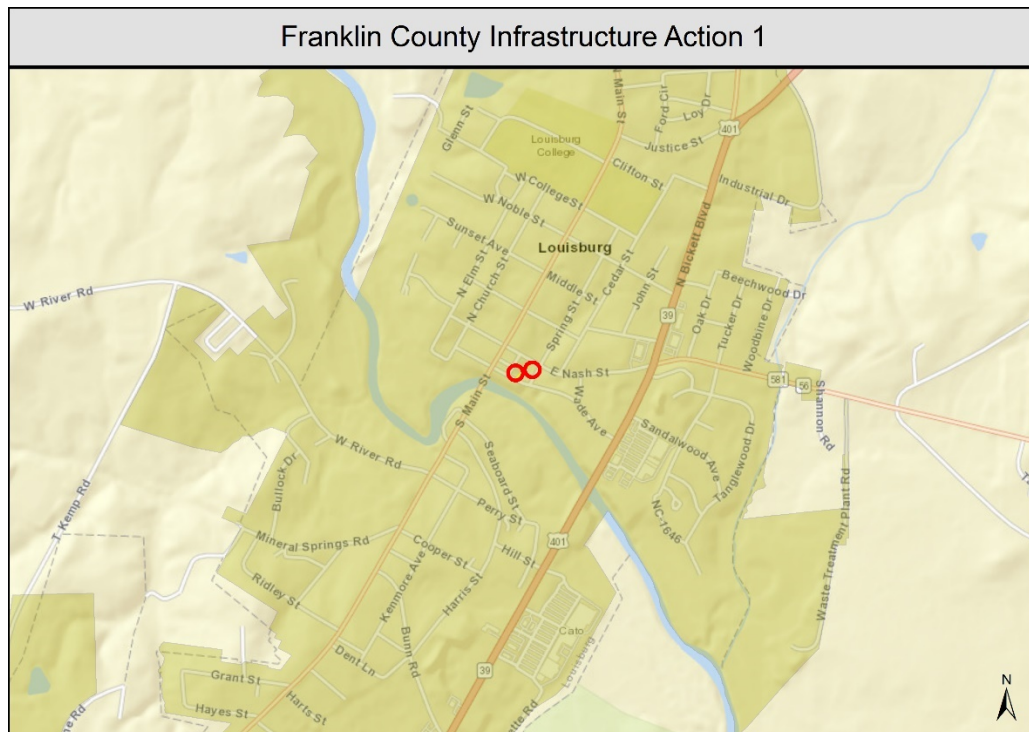 Franklin County Infrastructure Action 1
N Main St
Ford Cir
Loy Dr
401
Justice St
Glenn St
Louisburg
College
Clifton St
Industrial Dr
W College St
W Noble St
Sunset Ave
Louisburg
N Bickett Blvd
N Elm St
N Church St
Middle St
Cedar St
John St
Beechwood Dr
W River Rd
Spring St
39
Oak Dr
Tucker Dr
Woodbine Dr
E Nash St
581
56
S Main St
Wade Ave
Shannon Rd
Sandalwood Ave
Tanglewood Dr
T Kemp Rd
W River Rd
Bullock Dr
Seaboard St
Perry St
NC-1646
Waste Treatment Plant Rd
Mineral Springs Rd
Cooper St
Hill St
401
Ridley St
Kenmore Ave
Harris St
Cato
Louisburg
Bunn Rd
Dent Ln
39
Grant St
Hayes St
Harts St
Rd
Rd
N